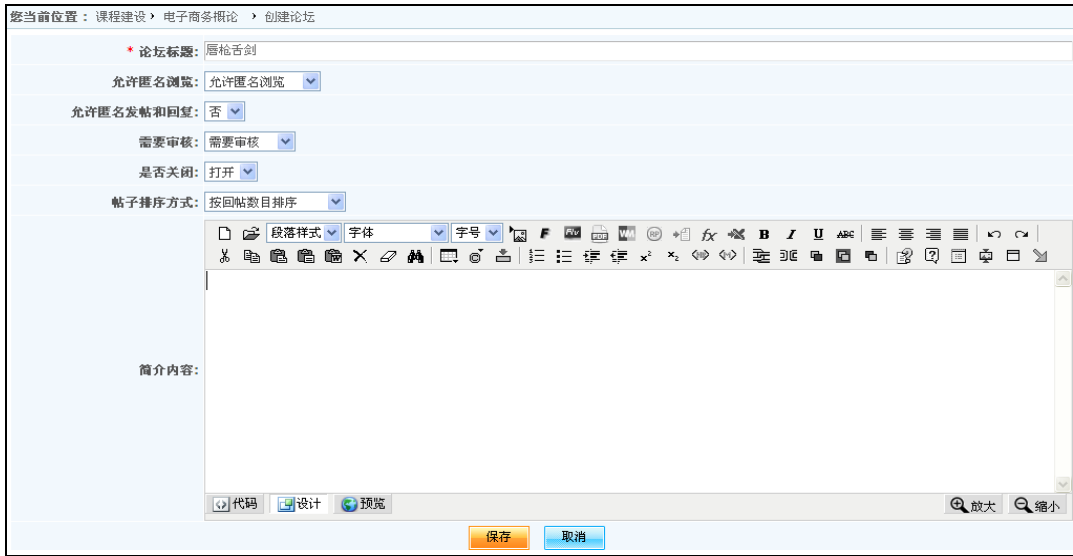 您当前位置： 课程建设 › 电子商务概论 › 创建论坛
* 论坛标题: 唇枪舌剑
允许匿名浏览: 允许匿名浏览
允许匿名发帖和回复: 否
需要审核: 需要审核
是否关闭: 打开
帖子排序方式: 按回帖数目排序
段落样式 字体 字号 B I U ABC
简介内容:
代码 设计 预览 放大 缩小
保存 取消